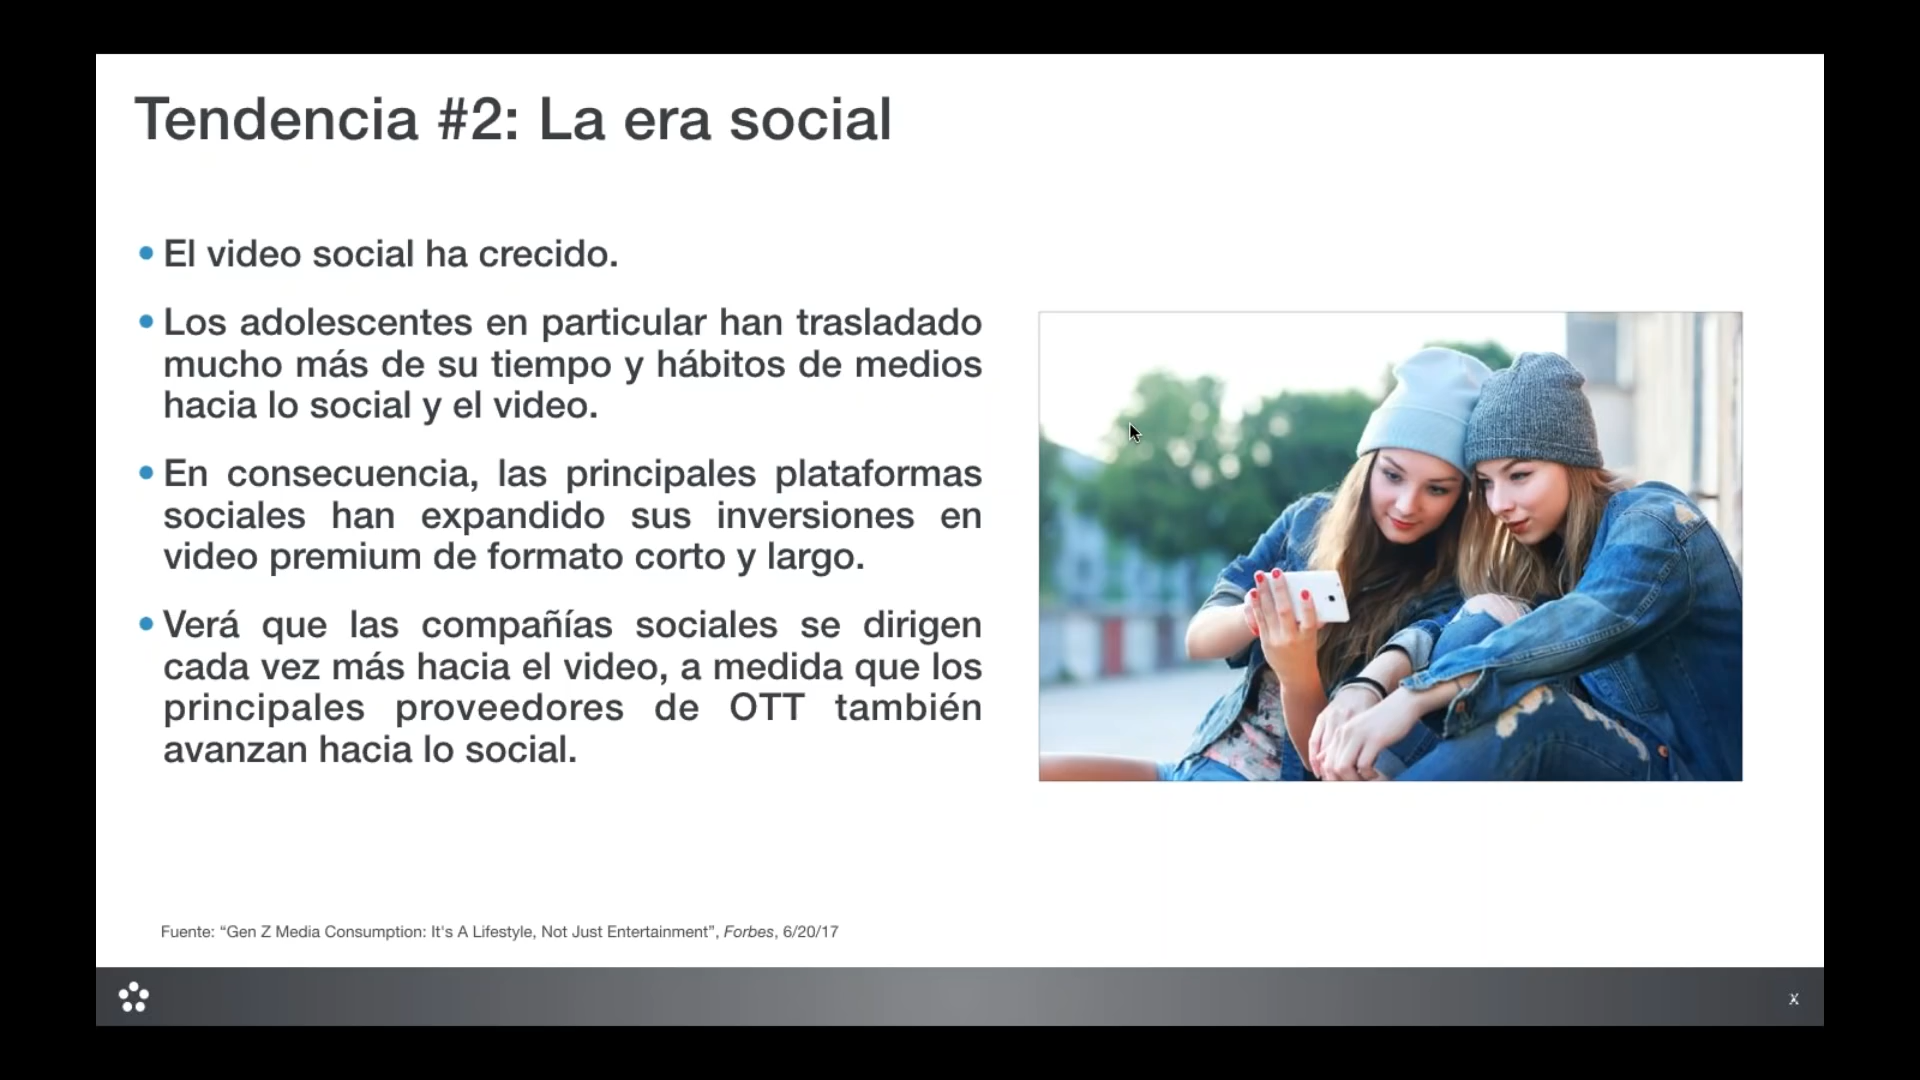 Tendencia #2: La era social
• El video social ha crecido.
• Los adolescentes en particular han trasladado
mucho más de su tiempo y hábitos de medios
hacia lo social y el video.
• En consecuencia, las principales plataformas
sociales han expandido sus inversiones en
video premium de formato corto y largo.
• Verá que las compañías sociales se dirigen
cada vez más hacia el video, a medida que los
principales proveedores de OTT también
avanzan hacia lo social.
Fuente: “Gen Z Media Consumption: It's A Lifestyle, Not Just Entertainment”, Forbes, 6/20/17
X